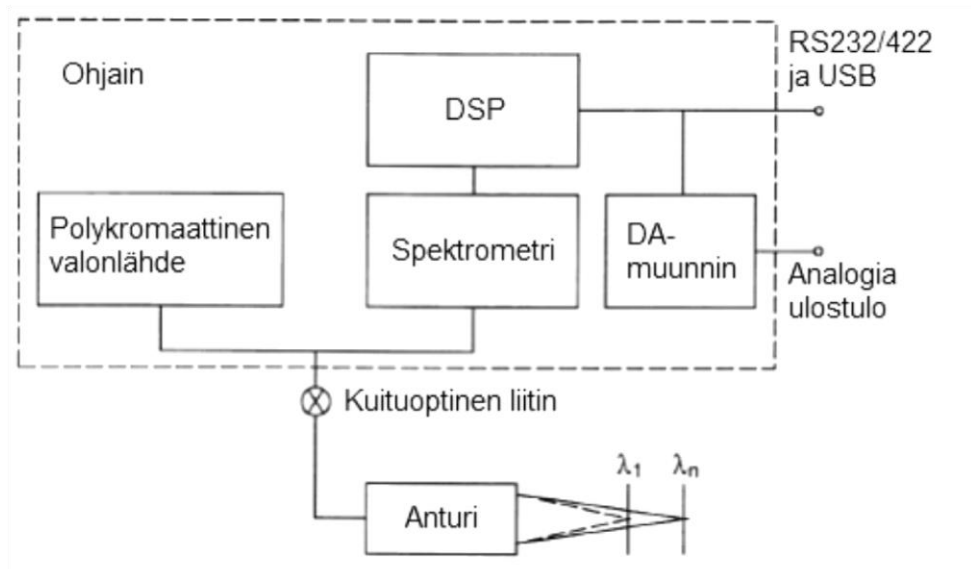 Ohjain
DSP
RS232/422
ja USB
Polykromaattinen
valonlähde
Spektrometri
DA-
muunnin
Analogia
ulostulo
Kuituoptinen liitin
λ1 λn
Anturi